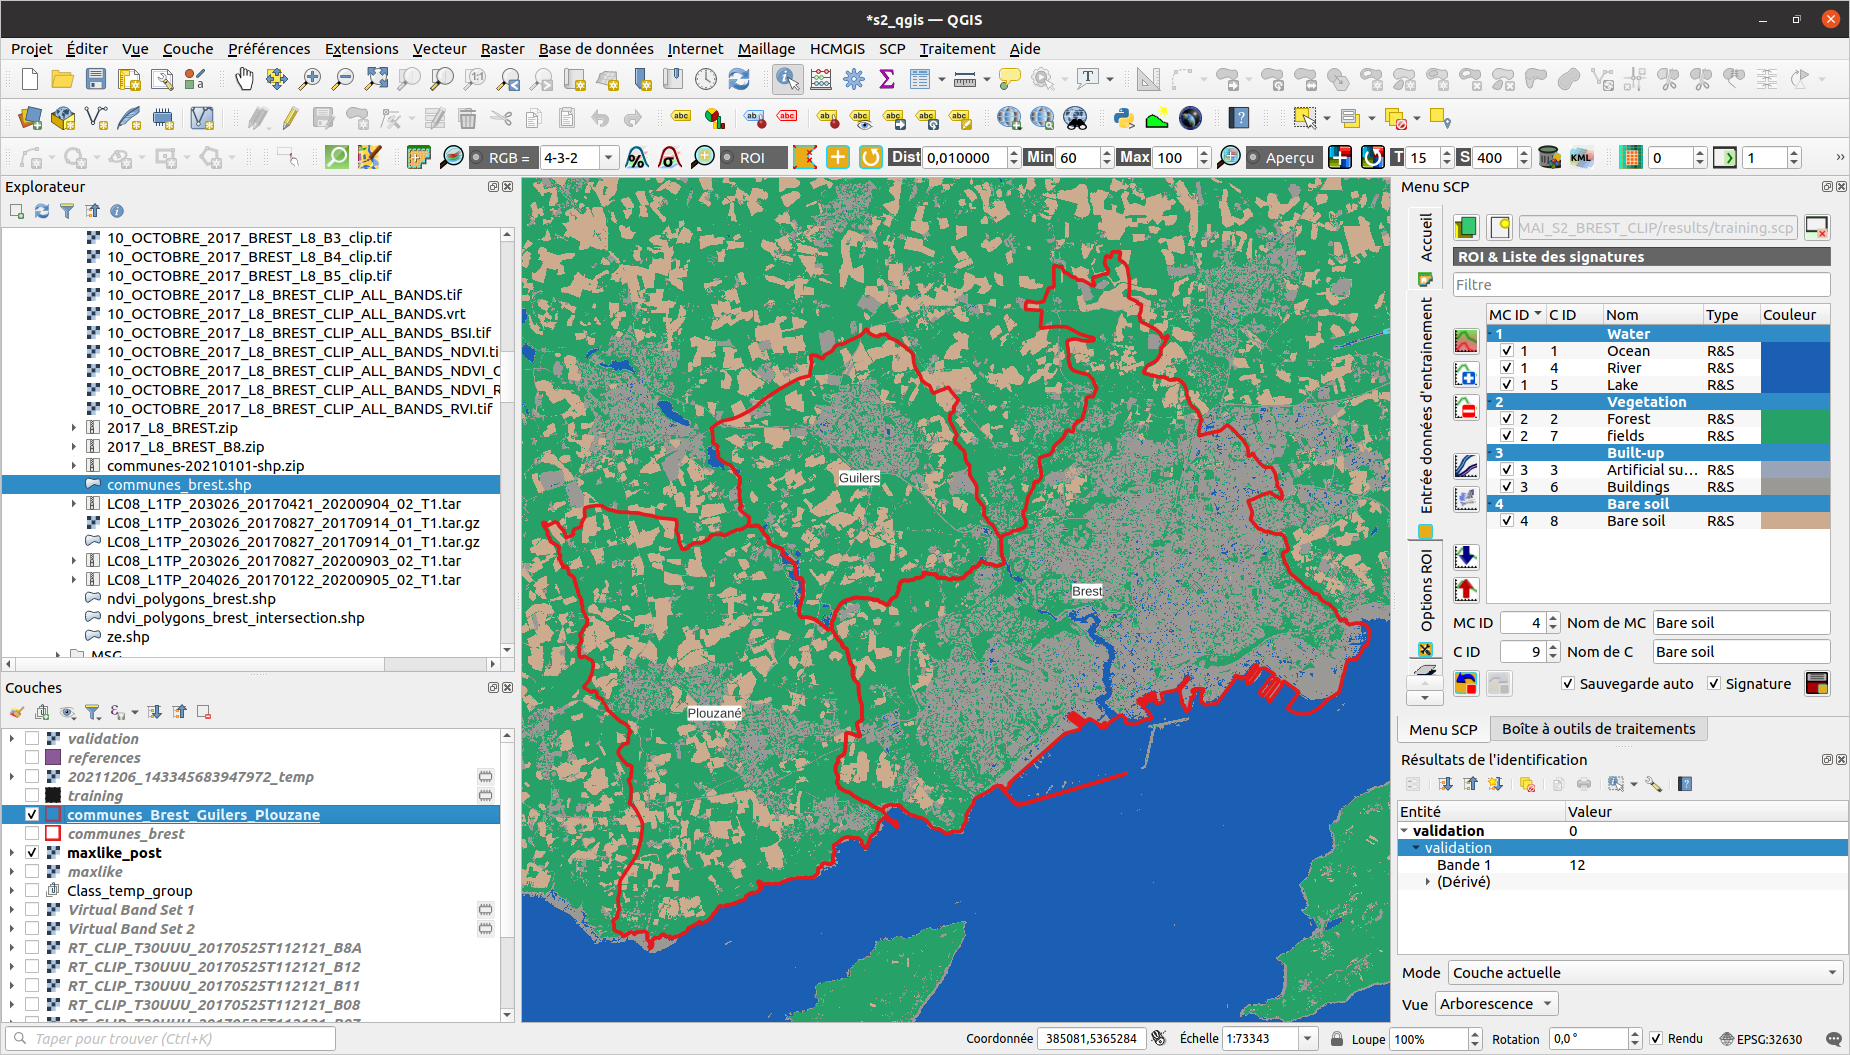 *s2_qgis — QGIS
Projet Éditer Vue Couche Préférences Extensions Vecteur Raster Base de données Internet Maillage HCMGIS SCP Traitement Aide
RGB = 4-3-2 ROI Dist 0,010000 Min 60 Max 100 Aperçu T 15 S 400 KML 0 1 »
Explorateur
10_OCTOBRE_2017_BREST_L8_B3_clip.tif
10_OCTOBRE_2017_BREST_L8_B4_clip.tif
10_OCTOBRE_2017_BREST_L8_B5_clip.tif
10_OCTOBRE_2017_L8_BREST_CLIP_ALL_BANDS.tif
10_OCTOBRE_2017_L8_BREST_CLIP_ALL_BANDS.vrt
10_OCTOBRE_2017_L8_BREST_CLIP_ALL_BANDS_BSI.tif
10_OCTOBRE_2017_L8_BREST_CLIP_ALL_BANDS_NDVI.ti
10_OCTOBRE_2017_L8_BREST_CLIP_ALL_BANDS_NDVI_C
10_OCTOBRE_2017_L8_BREST_CLIP_ALL_BANDS_NDVI_R
10_OCTOBRE_2017_L8_BREST_CLIP_ALL_BANDS_RVI.tif
2017_L8_BREST.zip
2017_L8_BREST_B8.zip
communes-20210101-shp.zip
communes_brest.shp
LC08_L1TP_203026_20170421_20200904_02_T1.tar
LC08_L1TP_203026_20170827_20170914_01_T1.tar.gz
LC08_L1TP_203026_20170827_20170914_01_T1.tar.gz
LC08_L1TP_203026_20170827_20200903_02_T1.tar
LC08_L1TP_204026_20170122_20200905_02_T1.tar
ndvi_polygons_brest.shp
ndvi_polygons_brest_intersection.shp
ze.shp
MSG
Couches
validation
references
20211206_143345683947972_temp
training
communes_Brest_Guilers_Plouzane
communes_brest
maxlike_post
maxlike
Class_temp_group
Virtual Band Set 1
Virtual Band Set 2
RT_CLIP_T30UUU_20170525T112121_B8A
RT_CLIP_T30UUU_20170525T112121_B12
RT_CLIP_T30UUU_20170525T112121_B11
RT_CLIP_T30UUU_20170525T112121_B08
Guilers
Brest
Plouzané
Menu SCP
Accueil
Entrée données d'entrainement
Options ROI
MAI_S2_BREST_CLIP/results/training.scp
ROI & Liste des signatures
Filtre
MC ID C ID Nom Type Couleur
1 Water
1 1 Ocean R&S
1 4 River R&S
1 5 Lake R&S
2 Vegetation
2 2 Forest R&S
2 7 fields R&S
3 Built-up
3 3 Artificial su... R&S
3 6 Buildings R&S
4 Bare soil
4 8 Bare soil R&S
MC ID 4 Nom de MC Bare soil
C ID 9 Nom de C Bare soil
Sauvegarde auto Signature
Menu SCP Boîte à outils de traitements
Résultats de l'identification
Entité Valeur
validation 0
validation
Bande 1 12
(Dérivé)
Mode Couche actuelle
Vue Arborescence
Taper pour trouver (Ctrl+K) Coordonnée 385081,5365284 Échelle 1:73343 Loupe 100% Rotation 0,0 ° Rendu EPSG:32630